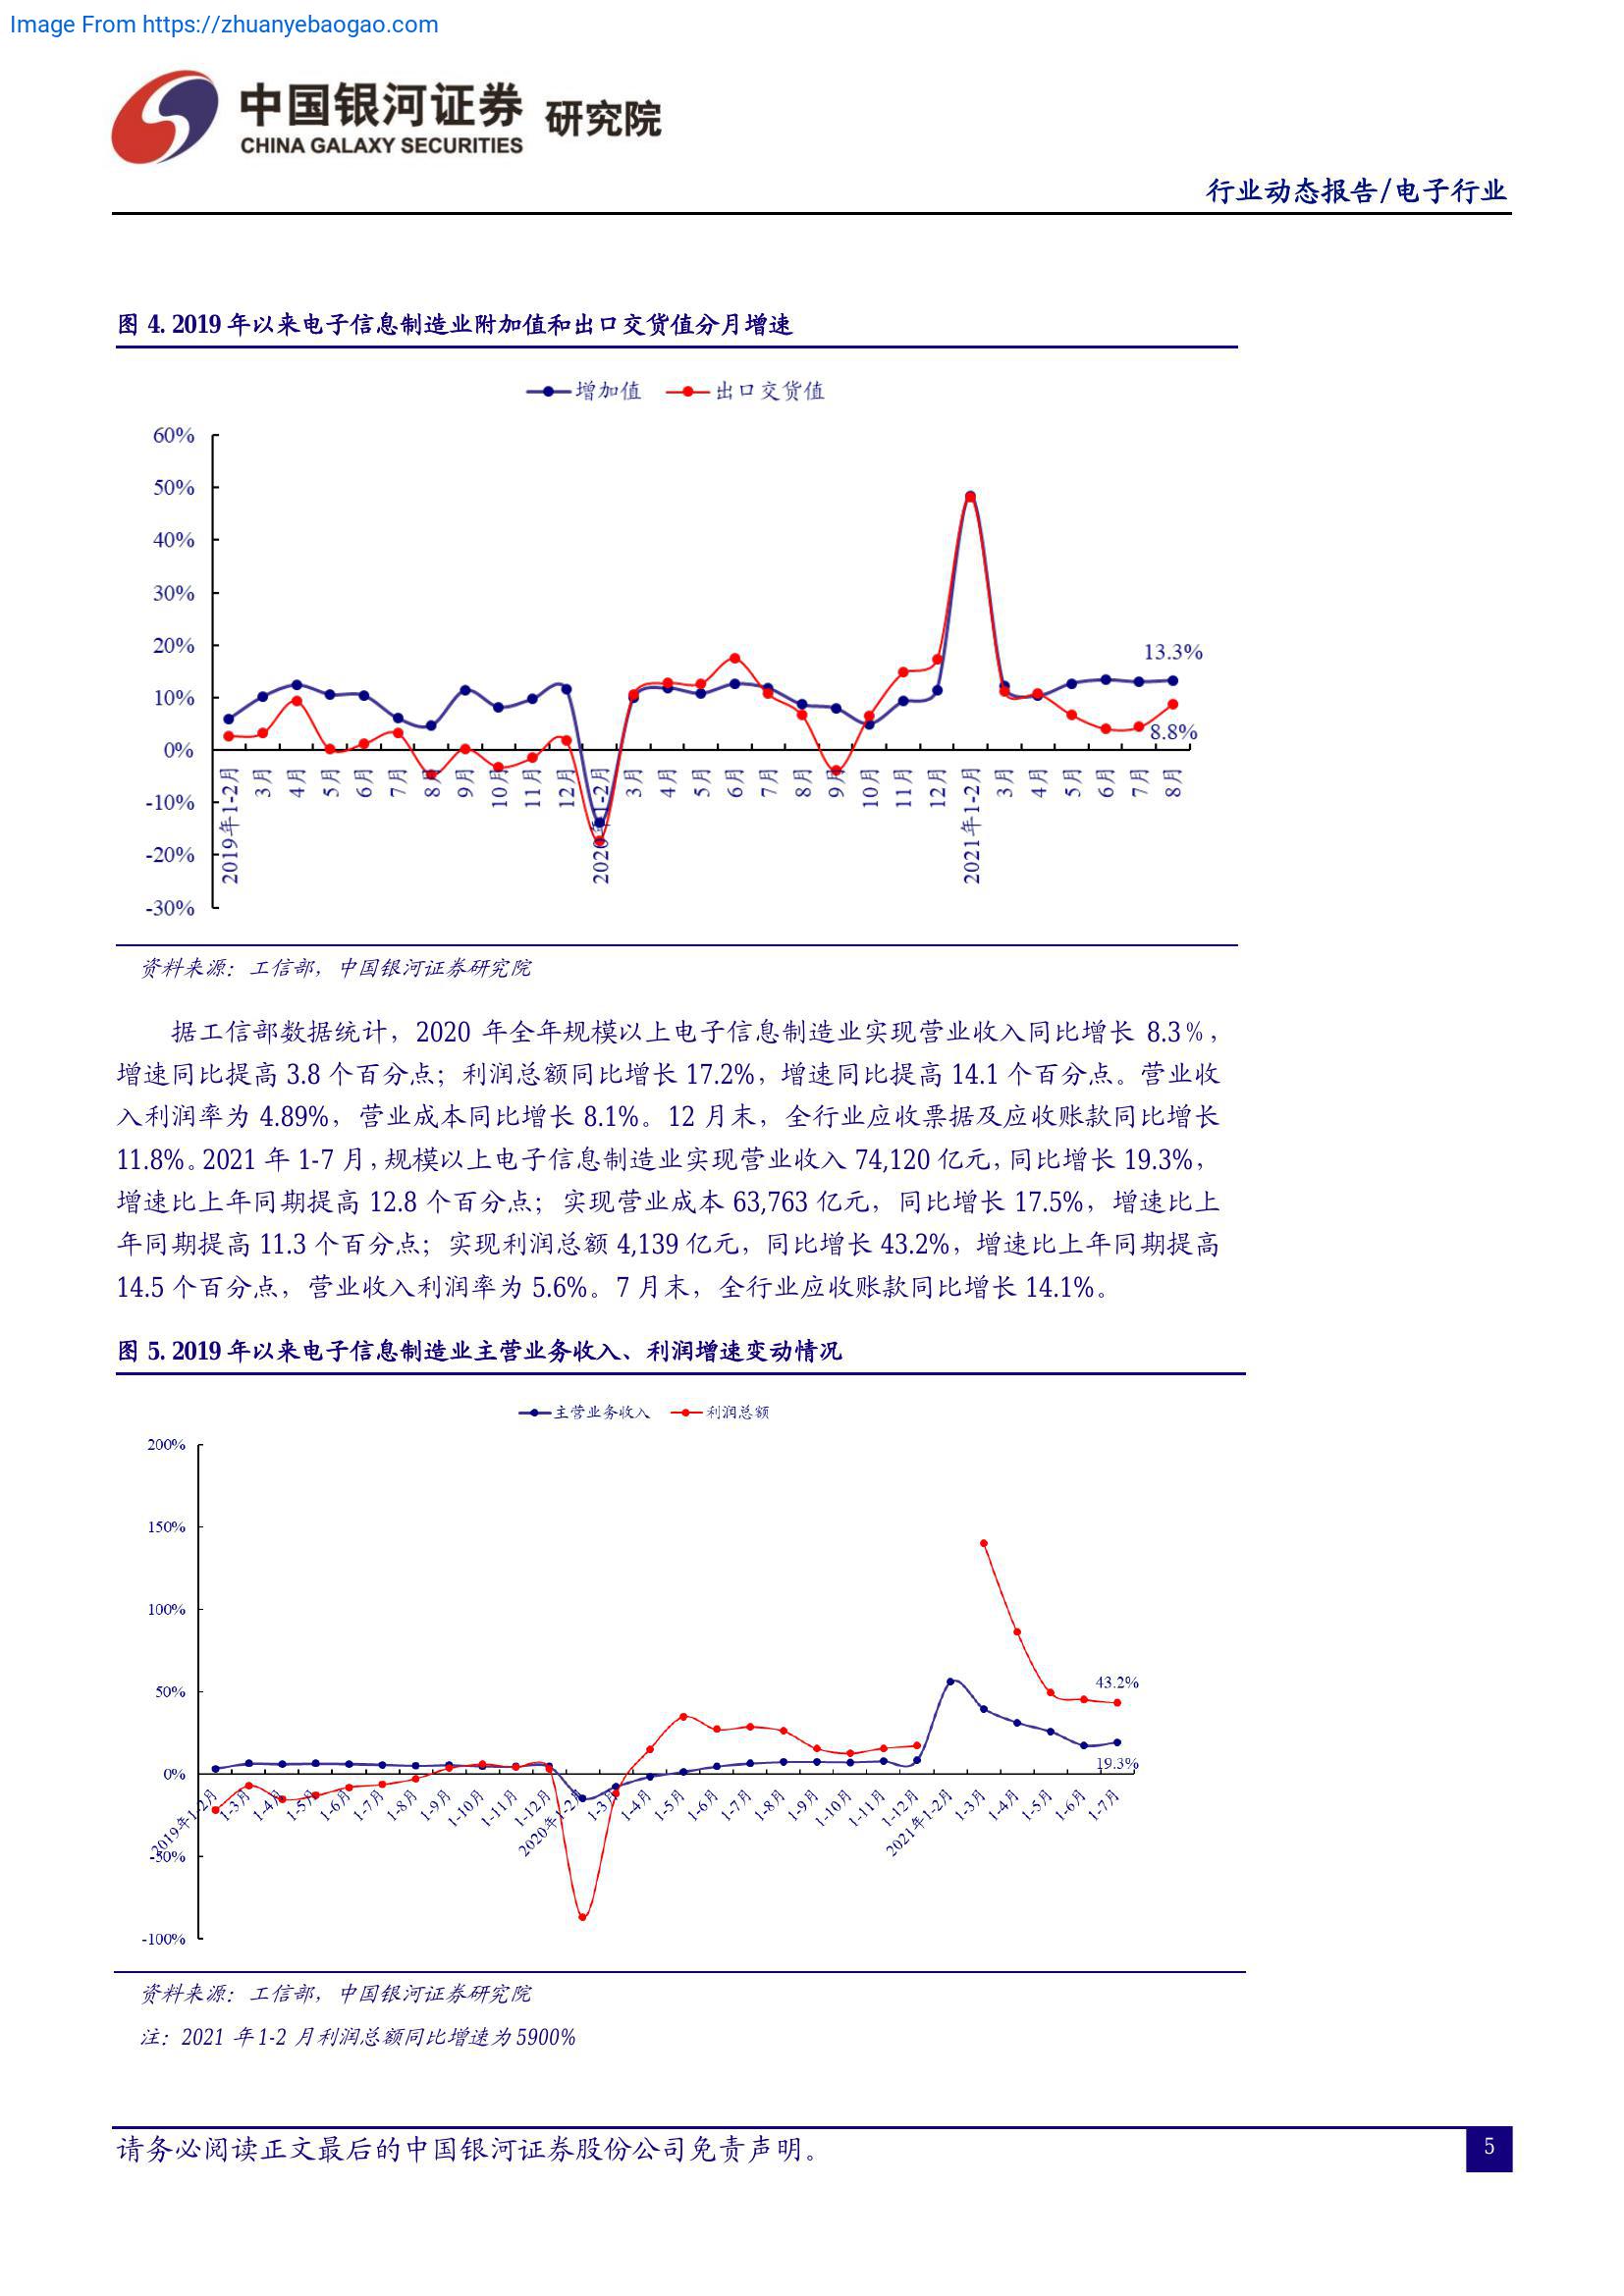 Image From https://zhuanyebaogao.com
中国银河证券 研究院
CHINA GALAXY SECURITIES
行业动态报告/电子行业
图 4. 2019 年以来电子信息制造业附加值和出口交货值分月增速
增加值 出口交货值
60%
50%
40%
30%
20%
10%
0%
-10%
-20%
-30%
13.3%
8.8%
2019年1-2月 3月 4月 5月 6月 7月 8月 9月 10月 11月 12月 2020年1-2月 3月 4月 5月 6月 7月 8月 9月 10月 11月 12月 2021年1-2月 3月 4月 5月 6月 7月 8月
资料来源：工信部，中国银河证券研究院
据工信部数据统计，2020 年全年规模以上电子信息制造业实现营业收入同比增长 8.3%，
增速同比提高 3.8 个百分点；利润总额同比增长 17.2%，增速同比提高 14.1 个百分点。营业收
入利润率为 4.89%，营业成本同比增长 8.1%。12 月末，全行业应收票据及应收账款同比增长
11.8%。2021 年 1-7 月，规模以上电子信息制造业实现营业收入 74,120 亿元，同比增长 19.3%，
增速比上年同期提高 12.8 个百分点；实现营业成本 63,763 亿元，同比增长 17.5%，增速比上
年同期提高 11.3 个百分点；实现利润总额 4,139 亿元，同比增长 43.2%，增速比上年同期提高
14.5 个百分点，营业收入利润率为 5.6%。7 月末，全行业应收账款同比增长 14.1%。
图 5. 2019 年以来电子信息制造业主营业务收入、利润增速变动情况
主营业务收入 利润总额
200%
150%
100%
50%
0%
-50%
-100%
43.2%
19.3%
2019年1-2月 1-3月 1-4月 1-5月 1-6月 1-7月 1-8月 1-9月 1-10月 1-11月 1-12月 2020年1-2月 1-3月 1-4月 1-5月 1-6月 1-7月 1-8月 1-9月 1-10月 1-11月 1-12月 2021年1-2月 1-3月 1-4月 1-5月 1-6月 1-7月
资料来源：工信部，中国银河证券研究院
注：2021 年 1-2 月利润总额同比增速为 5900%
请务必阅读正文最后的中国银河证券股份公司免责声明。
5